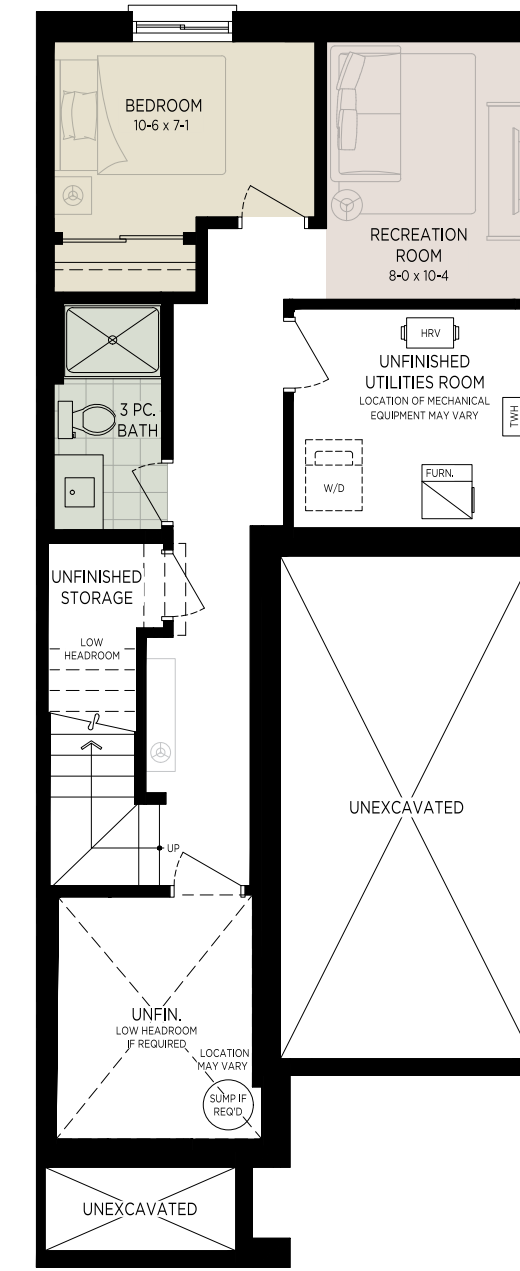 BEDROOM
10-6 x 7-1
RECREATION
ROOM
8-0 x 10-4
HRV
UNFINISHED
UTILITIES ROOM
LOCATION OF MECHANICAL
EQUIPMENT MAY VARY
TWH
3 PC.
BATH
FURN.
W/D
UNFINISHED
STORAGE
LOW
HEADROOM
UNEXCAVATED
UP
UNFIN.
LOW HEADROOM
IF REQUIRED
LOCATION
MAY VARY
SUMP IF
REQ'D
UNEXCAVATED